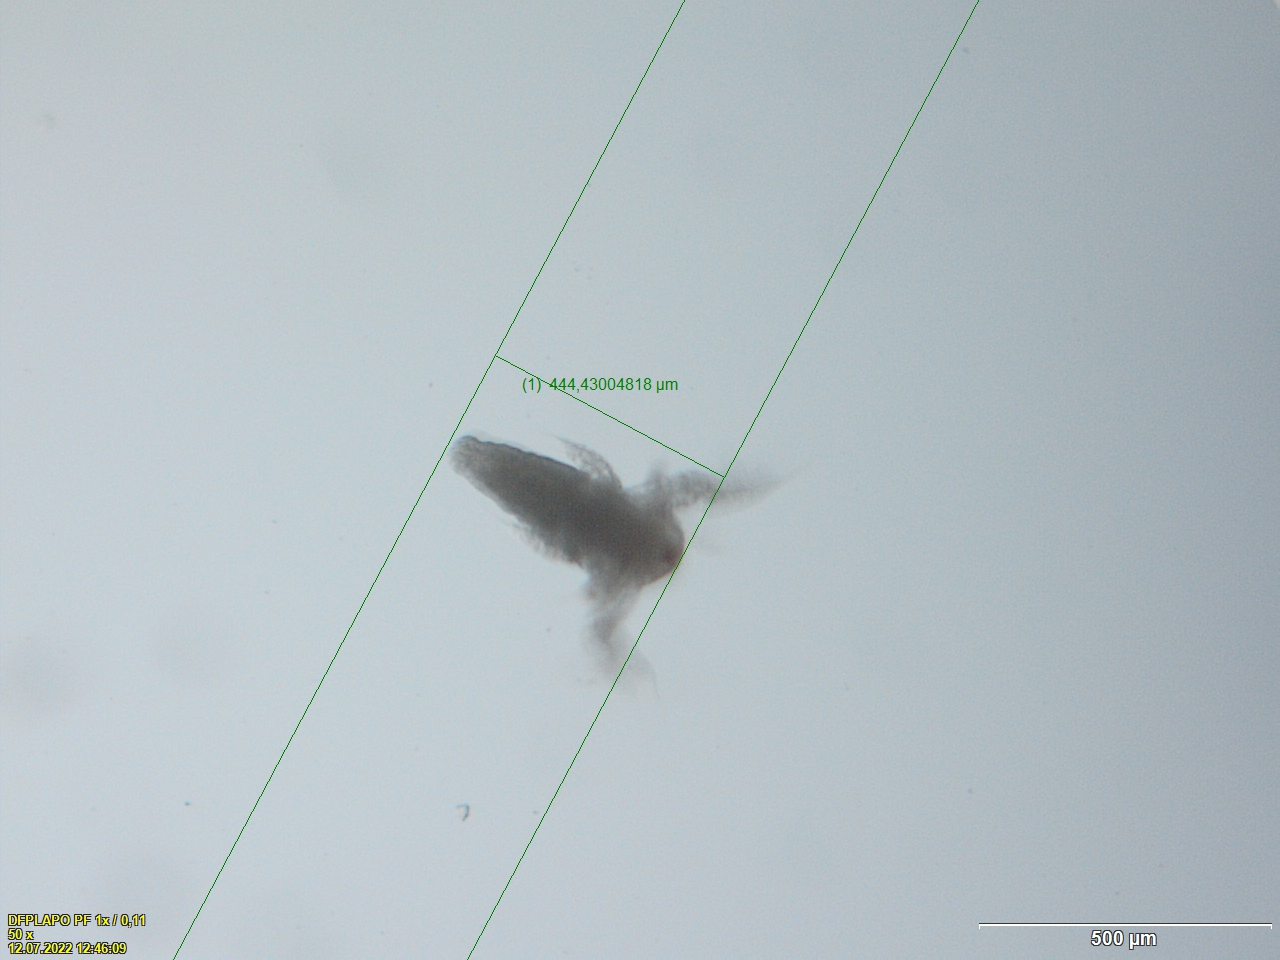 (1) 444,43004818 µm
DFPLAPO PF 1x / 0,11
50 x
12.07.2022 12:46:09
500 µm